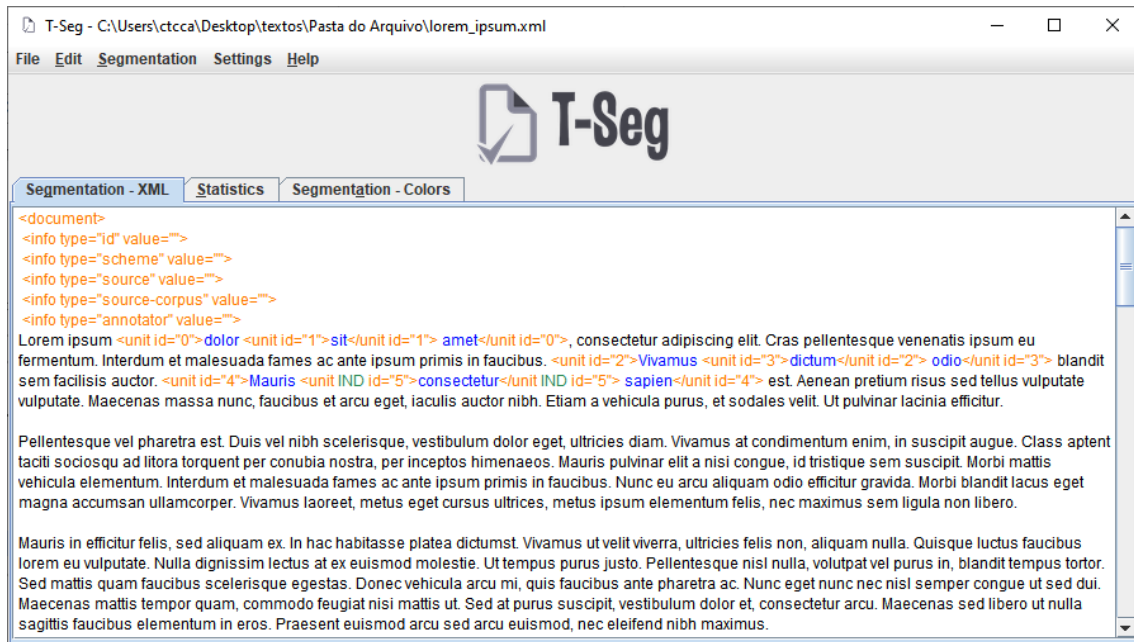 T-Seg - C:\Users\ctcca\Desktop\textos\Pasta do Arquivo\lorem_ipsum.xml
File Edit Segmentation Settings Help
T-Seg
Segmentation - XML Statistics Segmentation - Colors
<document>
<info type="id" value="">
<info type="scheme" value="">
<info type="source" value="">
<info type="source-corpus" value="">
<info type="annotator" value="">
Lorem ipsum <unit id="0">dolor <unit id="1">sit</unit id="1"> amet</unit id="0">, consectetur adipiscing elit. Cras pellentesque venenatis ipsum eu
fermentum. Interdum et malesuada fames ac ante ipsum primis in faucibus. <unit id="2">Vivamus <unit id="3">dictum</unit id="2"> odio</unit id="3"> blandit
sem facilisis auctor. <unit id="4">Mauris <unit IND id="5">consectetur</unit IND id="5"> sapien</unit id="4"> est. Aenean pretium risus sed tellus vulputate
vulputate. Maecenas massa nunc, faucibus et arcu eget, iaculis auctor nibh. Etiam a vehicula purus, et sodales velit. Ut pulvinar lacinia efficitur.
Pellentesque vel pharetra est. Duis vel nibh scelerisque, vestibulum dolor eget, ultricies diam. Vivamus at condimentum enim, in suscipit augue. Class aptent
taciti sociosqu ad litora torquent per conubia nostra, per inceptos himenaeos. Mauris pulvinar elit a nisi congue, id tristique sem suscipit. Morbi mattis
vehicula elementum. Interdum et malesuada fames ac ante ipsum primis in faucibus. Nunc eu arcu aliquam odio efficitur gravida. Morbi blandit lacus eget
magna accumsan ullamcorper. Vivamus laoreet, metus eget cursus ultrices, metus ipsum elementum felis, nec maximus sem ligula non libero.
Mauris in efficitur felis, sed aliquam ex. In hac habitasse platea dictumst. Vivamus ut velit viverra, ultricies felis non, aliquam nulla. Quisque luctus faucibus
lorem eu vulputate. Nulla dignissim lectus at ex euismod molestie. Ut tempus purus justo. Pellentesque nisl nulla, volutpat vel purus in, blandit tempus tortor.
Sed mattis quam faucibus scelerisque egestas. Donec vehicula arcu mi, quis faucibus ante pharetra ac. Nunc eget nunc nec nisl semper congue ut sed dui.
Maecenas mattis tempor quam, commodo feugiat nisi mattis ut. Sed at purus suscipit, vestibulum dolor et, consectetur arcu. Maecenas sed libero ut nulla
sagittis faucibus elementum in eros. Praesent euismod arcu sed arcu euismod, nec eleifend nibh maximus.